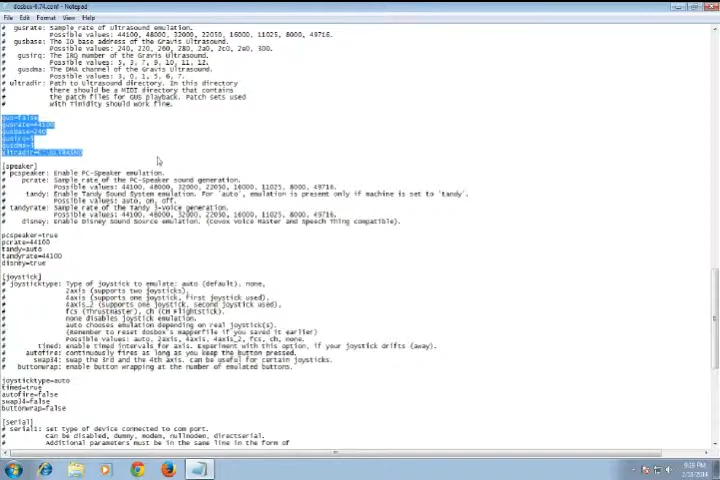 dosbox-0.74.conf - Notepad
File Edit Format View Help
# gusrate: Sample rate of Ultrasound emulation.
# Possible values: 44100, 48000, 32000, 22050, 16000, 11025, 8000, 49716.
# gusbase: The IO base address of the Gravis Ultrasound.
# Possible values: 240, 220, 260, 280, 2a0, 2c0, 2e0, 300.
# gusirq: The IRQ number of the Gravis Ultrasound.
# Possible values: 5, 3, 7, 9, 10, 11, 12.
# gusdma: The DMA channel of the Gravis Ultrasound.
# Possible values: 3, 0, 1, 5, 6, 7.
# ultradir: Path to Ultrasound directory. In this directory
# there should be a MIDI directory that contains
# the patch files for GUS playback. Patch sets used
# with Timidity should work fine.
gus=false
gusrate=44100
gusbase=240
gusirq=5
gusdma=3
ultradir=C:\ULTRASND
[speaker]
# pcspeaker: Enable PC-Speaker emulation.
# pcrate: Sample rate of the PC-Speaker sound generation.
# Possible values: 44100, 48000, 32000, 22050, 16000, 11025, 8000, 49716.
# tandy: Enable Tandy Sound System emulation. For 'auto', emulation is present only if machine is set to 'tandy'.
# Possible values: auto, on, off.
# tandyrate: Sample rate of the Tandy 3-Voice generation.
# Possible values: 44100, 48000, 32000, 22050, 16000, 11025, 8000, 49716.
# disney: Enable Disney Sound Source emulation. (Covox Voice Master and Speech Thing compatible).
pcspeaker=true
pcrate=44100
tandy=auto
tandyrate=44100
disney=true
[joystick]
# joysticktype: Type of joystick to emulate: auto (default), none,
# 2axis (supports two joysticks),
# 4axis (supports one joystick, first joystick used),
# 4axis_2 (supports one joystick, second joystick used),
# fcs (Thrustmaster), ch (CH Flightstick).
# none disables joystick emulation.
# auto chooses emulation depending on real joystick(s).
# (Remember to reset dosbox's mapperfile if you saved it earlier)
# Possible values: auto, 2axis, 4axis, 4axis_2, fcs, ch, none.
# timed: enable timed intervals for axis. Experiment with this option, if your joystick drifts (away).
# autofire: continuously fires as long as you keep the button pressed.
# swap34: swap the 3rd and the 4th axis. can be useful for certain joysticks.
# buttonwrap: enable button wrapping at the number of emulated buttons.
joysticktype=auto
timed=true
autofire=false
swap34=false
buttonwrap=false
[serial]
# serial1: set type of device connected to com port.
# Can be disabled, dummy, modem, nullmodem, directserial.
# Additional parameters must be in the same line in the form of